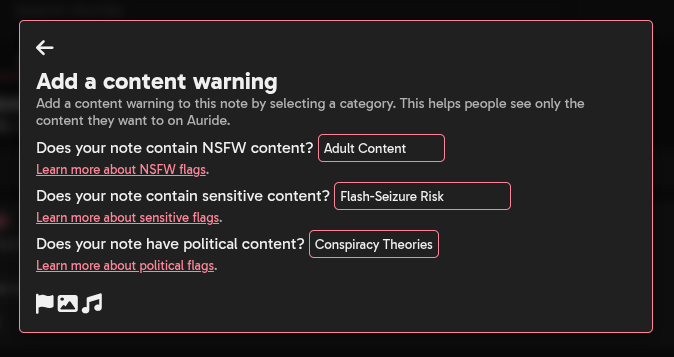 Add a content warning
Add a content warning to this note by selecting a category. This helps people see only the
content they want to on Auride.
Does your note contain NSFW content? Adult Content
Learn more about NSFW flags.
Does your note contain sensitive content? Flash-Seizure Risk
Learn more about sensitive flags.
Does your note have political content? Conspiracy Theories
Learn more about political flags.